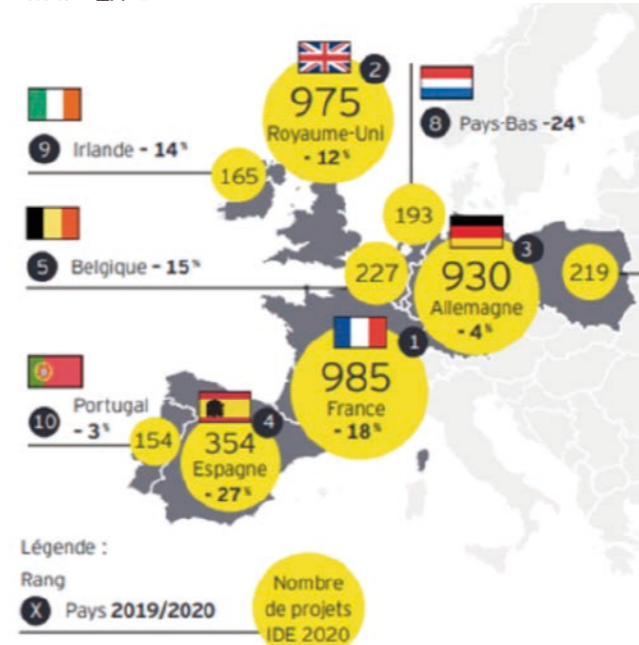 2
975
Royaume-Uni
- 12 %
8 Pays-Bas -24 %
9 Irlande - 14 %
165
193
5 Belgique - 15 %
227
3
930
Allemagne
- 4 %
219
1
985
France
- 18 %
10 Portugal
- 3 %
154
4
354
Espagne
- 27 %
Légende :
Rang
X Pays 2019/2020
Nombre
de projets
IDE 2020